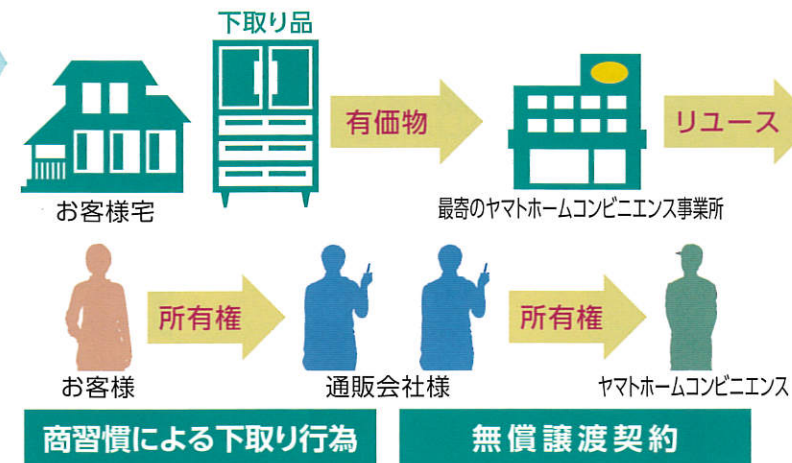 下取り品
有価物
リユース
お客様宅
最寄のヤマトホームコンビニエンス事業所
所有権
所有権
お客様
通販会社様
ヤマトホームコンビニエンス
商習慣による下取り行為
無償譲渡契約